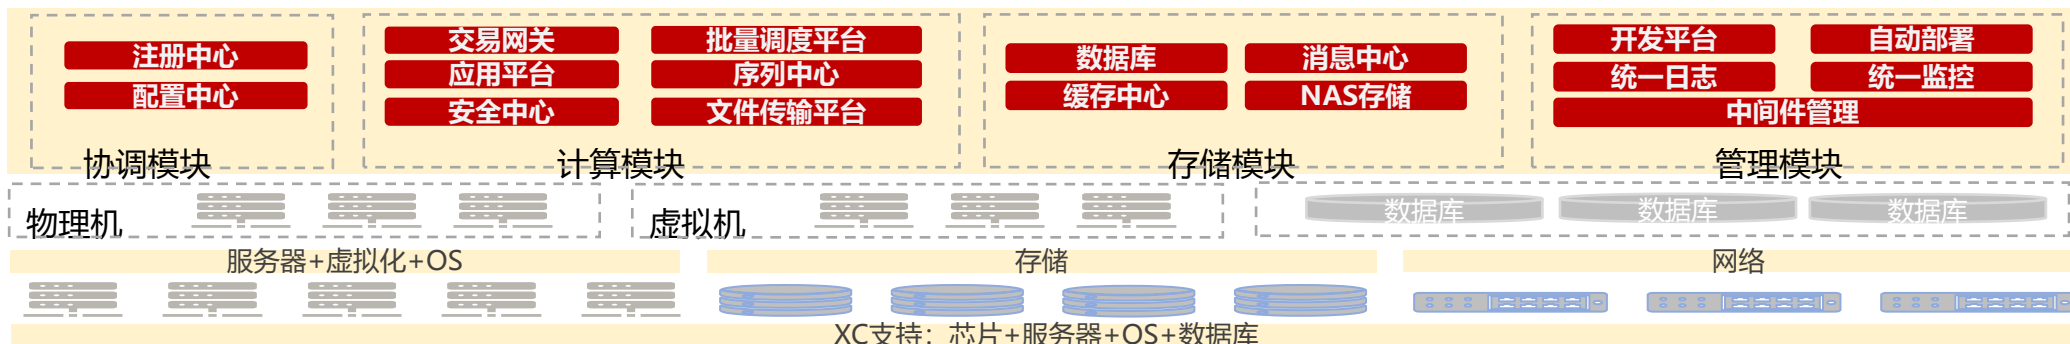 注册中心
配置中心
协调模块
交易网关
批量调度平台
应用平台
序列中心
安全中心
文件传输平台
计算模块
数据库
消息中心
缓存中心
NAS存储
存储模块
开发平台
自动部署
统一日志
统一监控
中间件管理
管理模块
物理机
虚拟机
数据库
数据库
数据库
服务器+虚拟化+OS
存储
网络
XC支持：芯片+服务器+OS+数据库